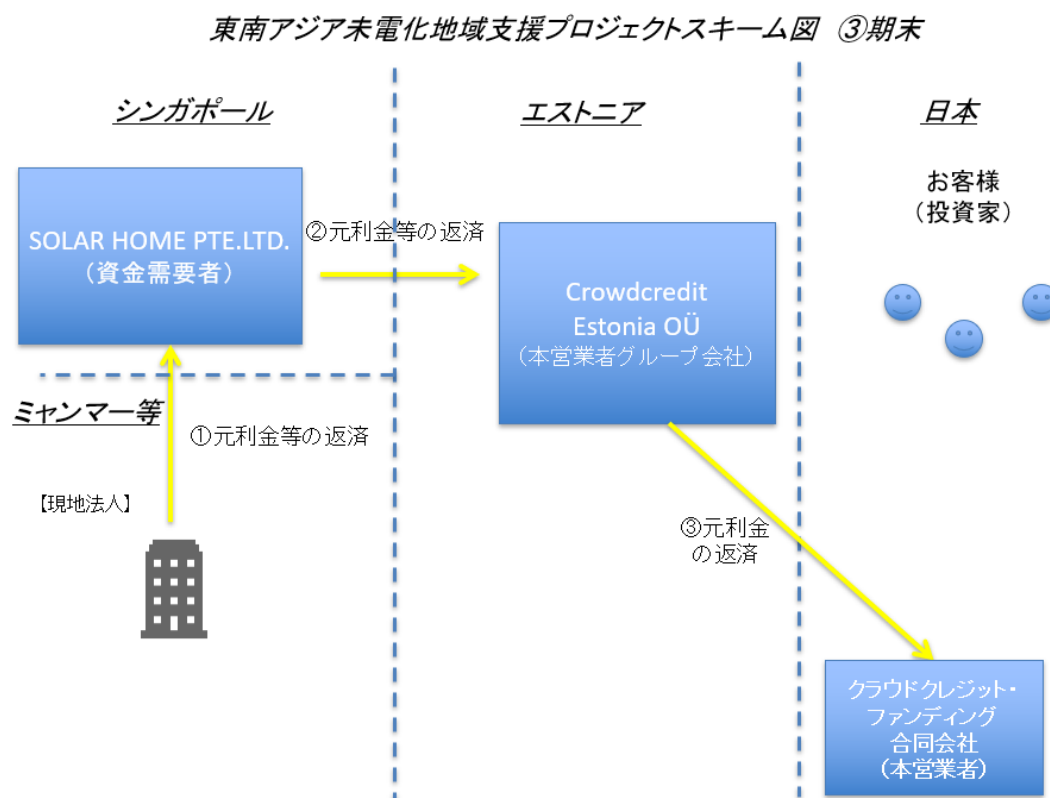 東南アジア未電化地域支援プロジェクトスキーム図 ③期末
シンガポール
エストニア
日本
SOLAR HOME PTE.LTD.
（資金需要者）
②元利金等の返済
Crowdcredit
Estonia OÜ
（本営業者グループ会社）
お客様
（投資家）
ミャンマー等
①元利金等の返済
【現地法人】
③元利金
の返済
クラウドクレジット・
ファンディング
合同会社
（本営業者）